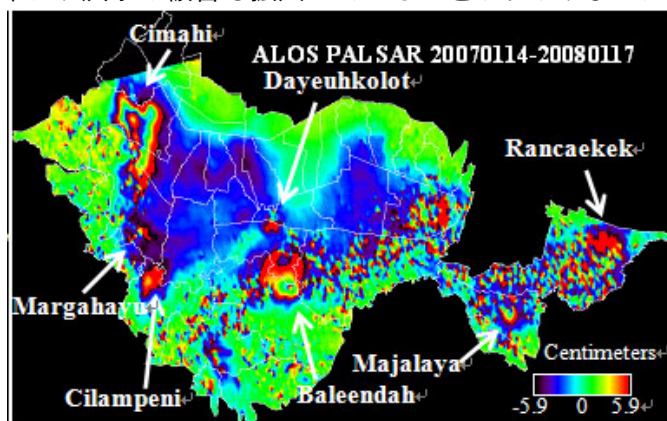 Cimahi
ALOS PALSAR 20070114-20080117
Dayeuhkolot
Rancaekek
Margahayu
Cilampeni
Baleendah
Majalaya
Centimeters
-5.9 0 5.9